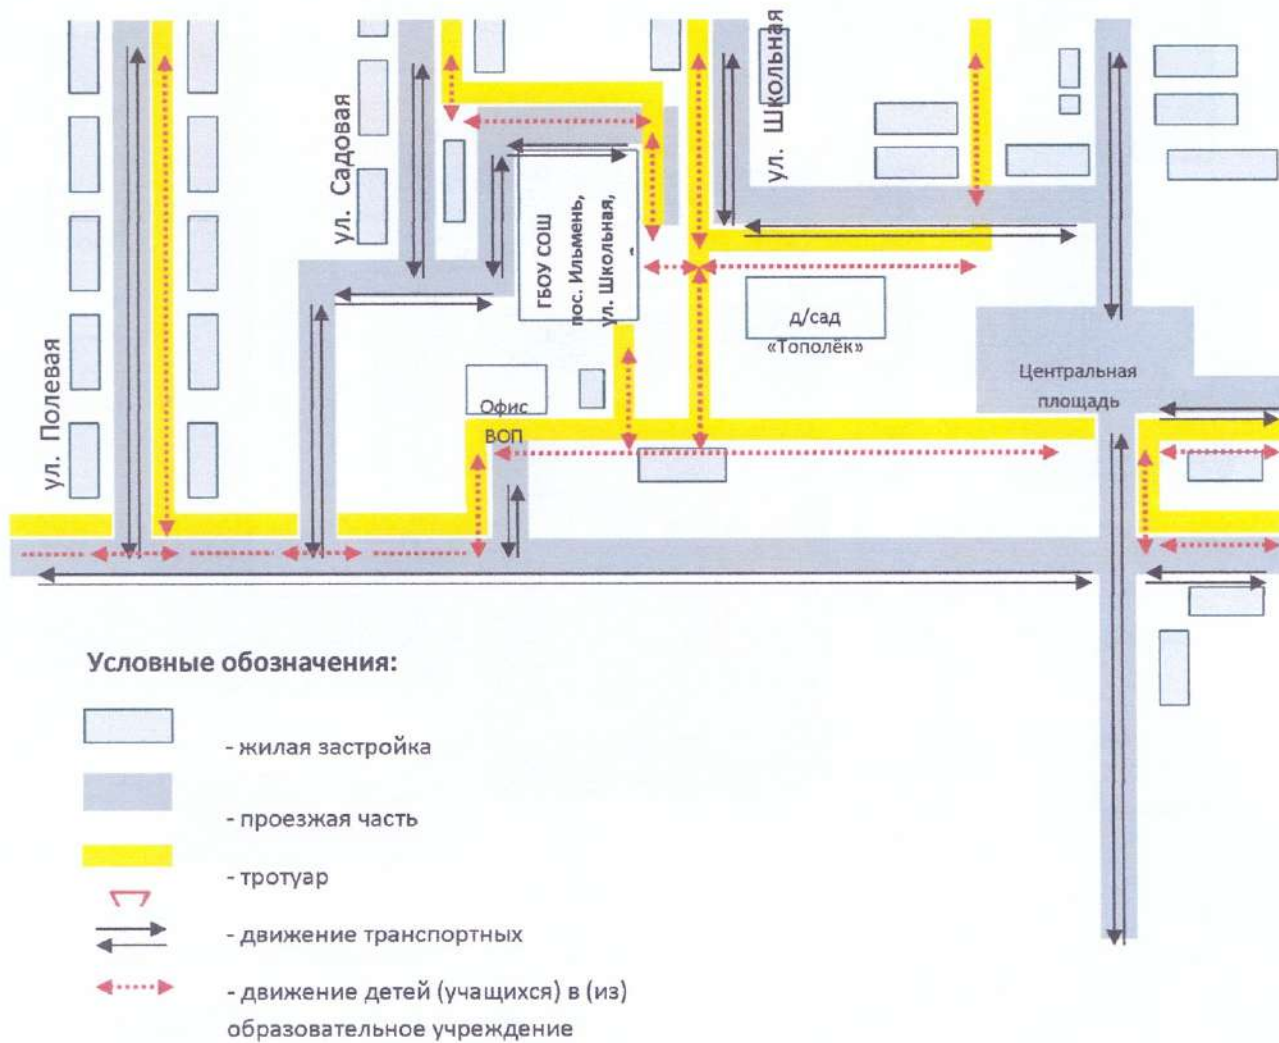 ул. Полевая
ул. Садовая
ГБОУ СОШ
пос. Ильмень,
ул. Школьная,
ул. Школьная
д/сад
«Тополёк»
Центральная
площадь
Офис
ВОП
Условные обозначения:
- жилая застройка
- проезжая часть
- тротуар
- движение транспортных
- движение детей (учащихся) в (из)
образовательное учреждение